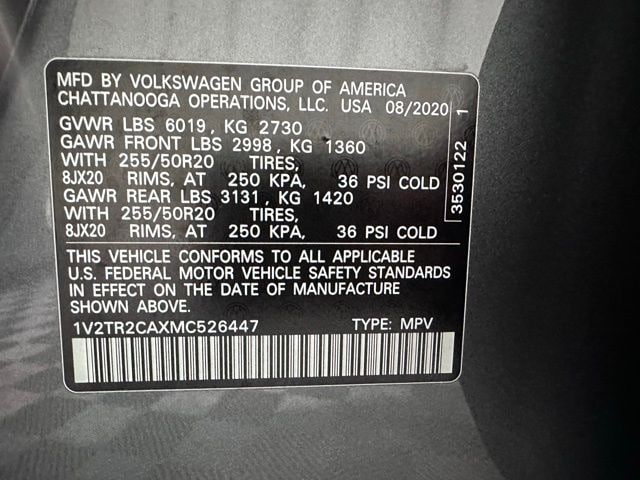 MFD BY VOLKSWAGEN GROUP OF AMERICA
CHATTANOOGA OPERATIONS, LLC. USA 08/2020
GVWR LBS 6019, KG 2730
GAWR FRONT LBS 2998, KG 1360
WITH 255/50R20 TIRES,
8JX20 RIMS, AT 250 KPA, 36 PSI COLD
GAWR REAR LBS 3131, KG 1420
WITH 255/50R20 TIRES,
8JX20 RIMS, AT 250 KPA, 36 PSI COLD
3530122 1
THIS VEHICLE CONFORMS TO ALL APPLICABLE
U.S. FEDERAL MOTOR VEHICLE SAFETY STANDARDS
IN EFFECT ON THE DATE OF MANUFACTURE
SHOWN ABOVE.
1V2TR2CAXMC526447 TYPE: MPV